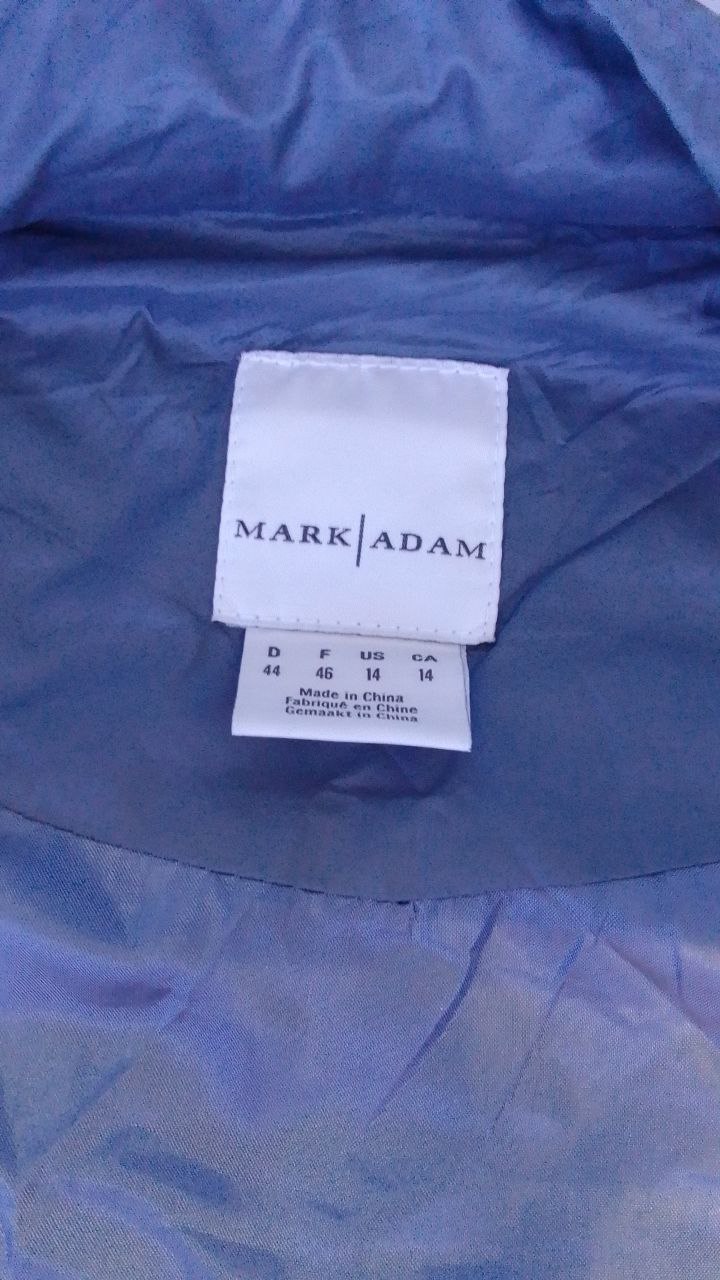 MARK|ADAM
D F US CA
44 46 14 14
Made in China
Fabriqué en Chine
Gemaakt in China